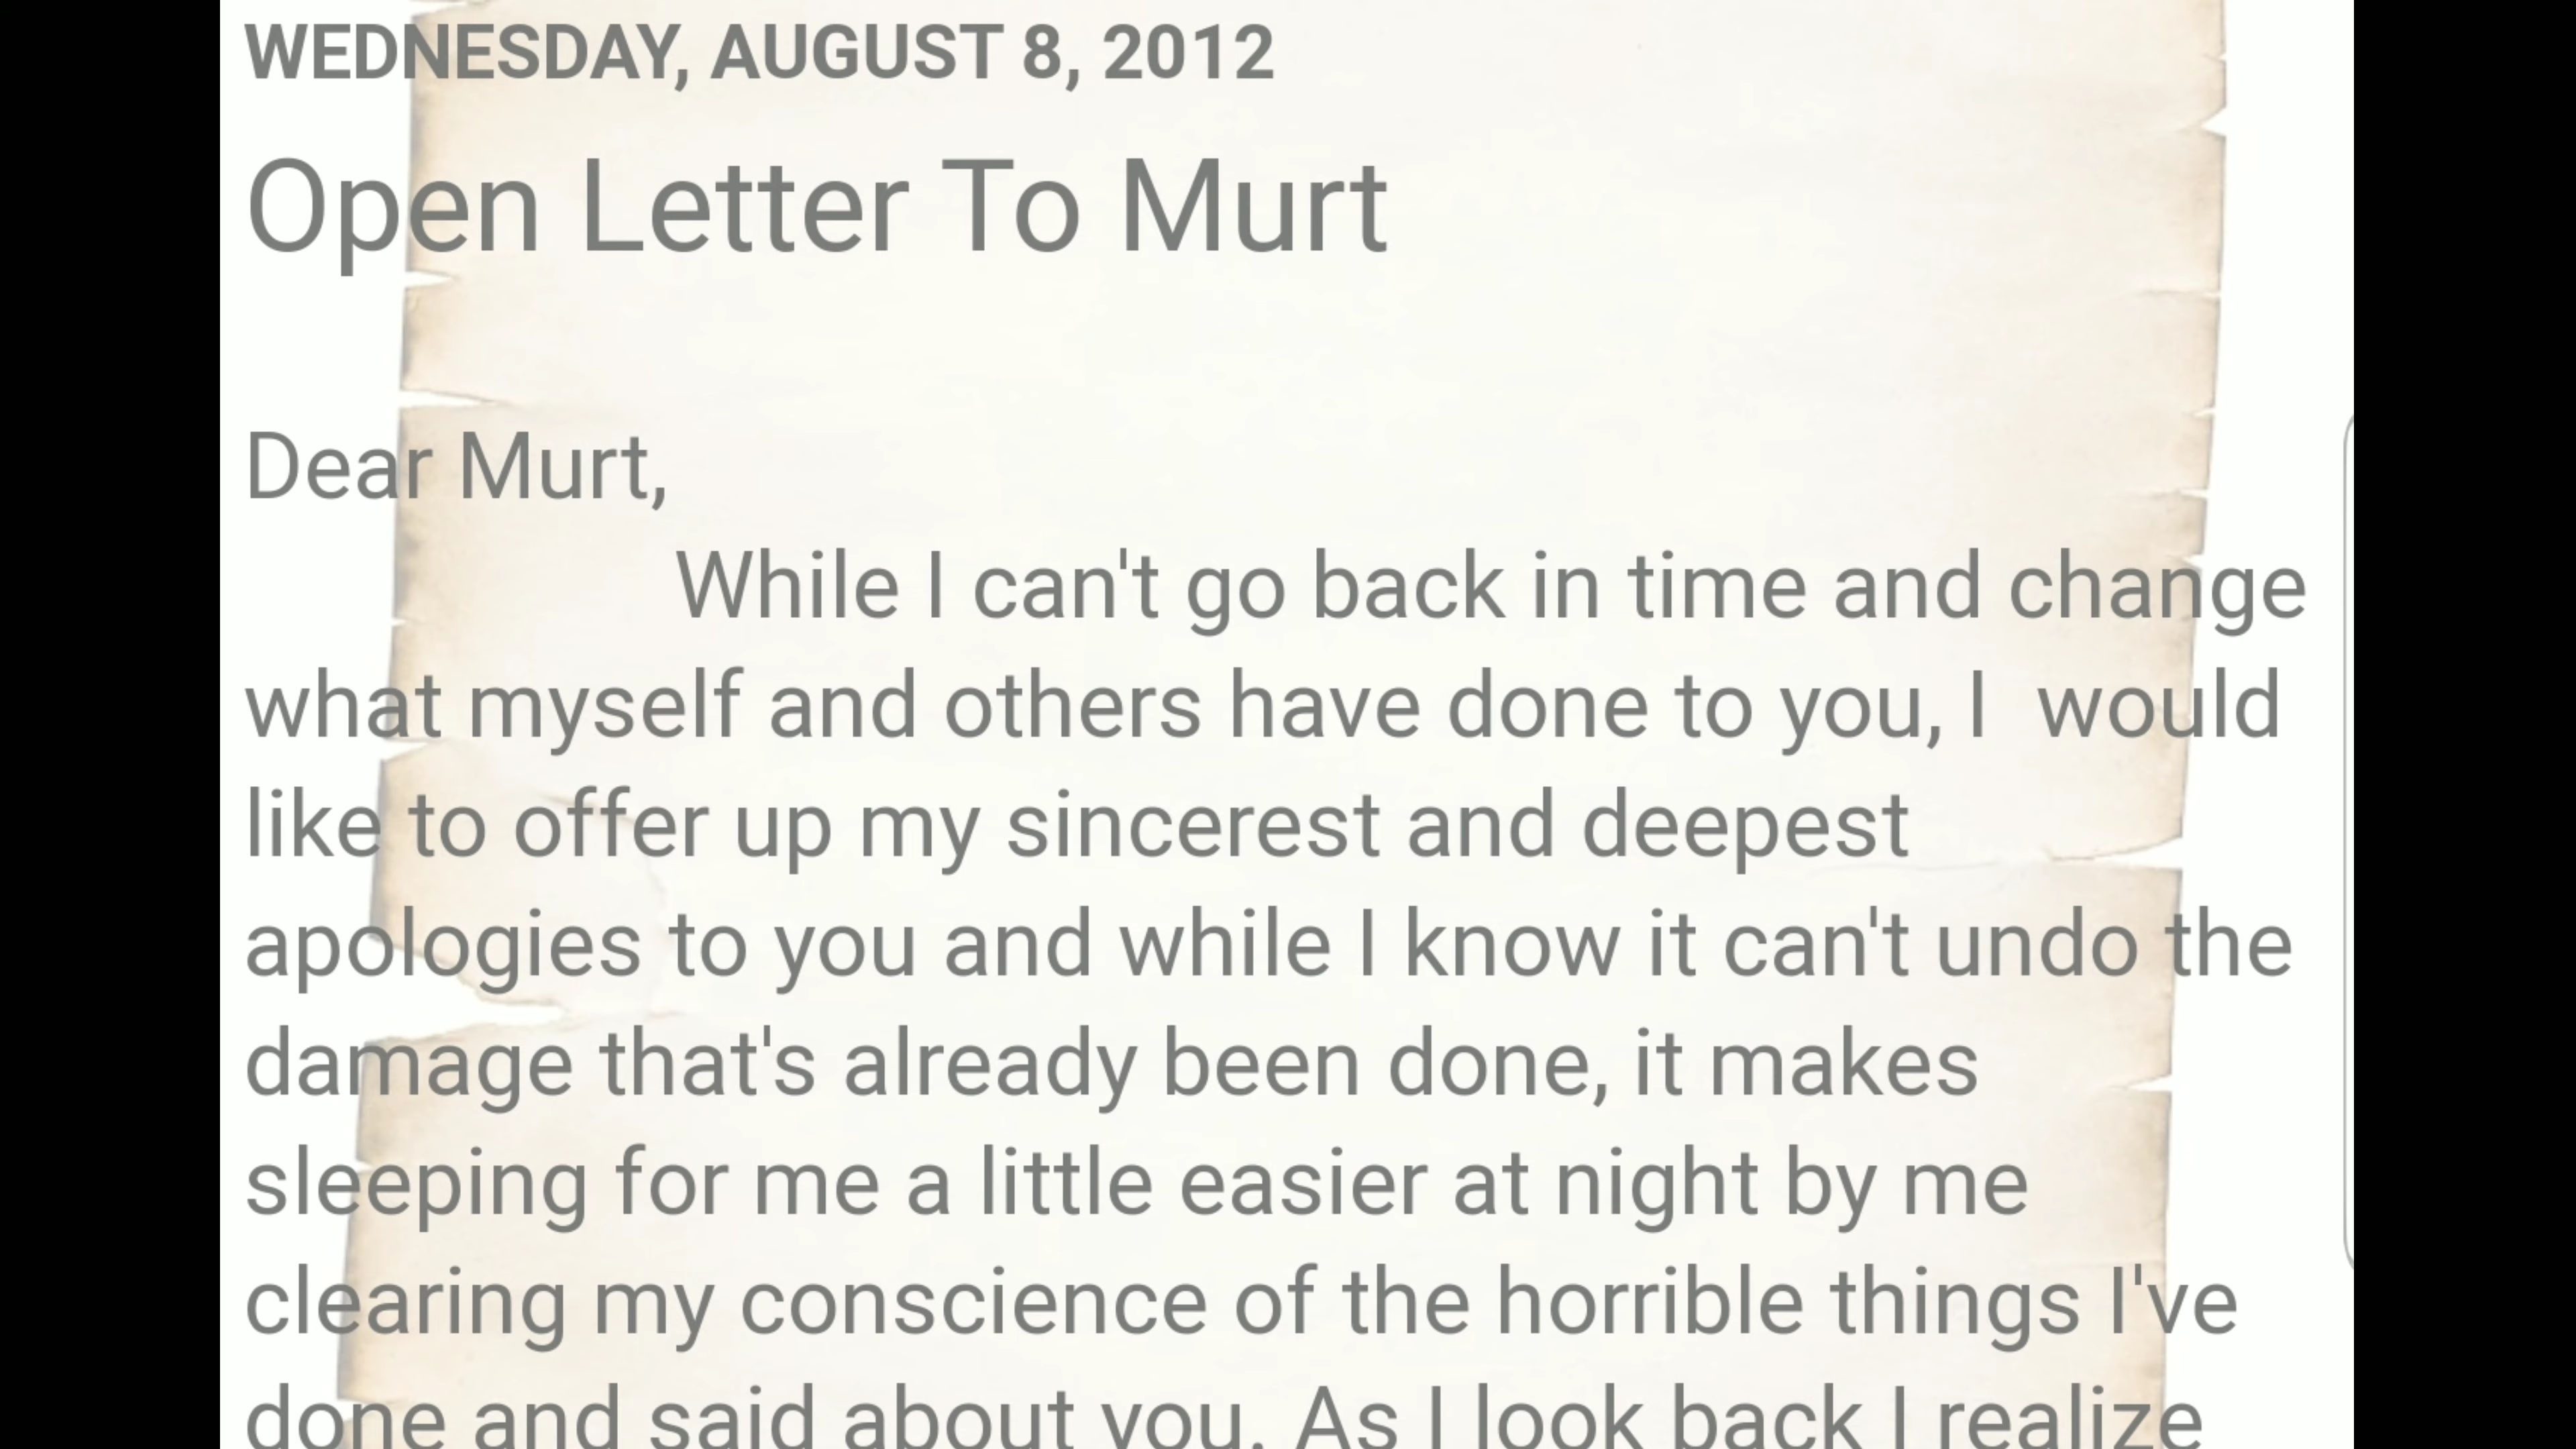 WEDNESDAY, AUGUST 8, 2012
Open Letter To Murt
Dear Murt,
While I can't go back in time and change
what myself and others have done to you, I  would
like to offer up my sincerest and deepest
apologies to you and while I know it can't undo the
damage that's already been done, it makes
sleeping for me a little easier at night by me
clearing my conscience of the horrible things I've
done and said about you. As I look back I realize